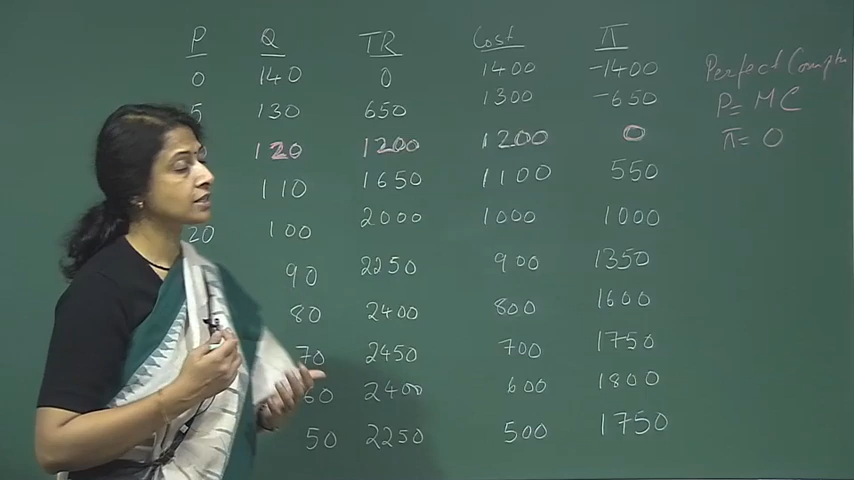 P Q TR Cost π
0 140 0 1400 -1400
5 130 650 1300 -650
120 1200 1200 0
110 1650 1100 550
20 100 2000 1000 1000
90 2250 900 1350
80 2400 800 1600
70 2450 700 1750
60 2400 600 1800
50 2250 500 1750
Perfect
P= MC
π= 0